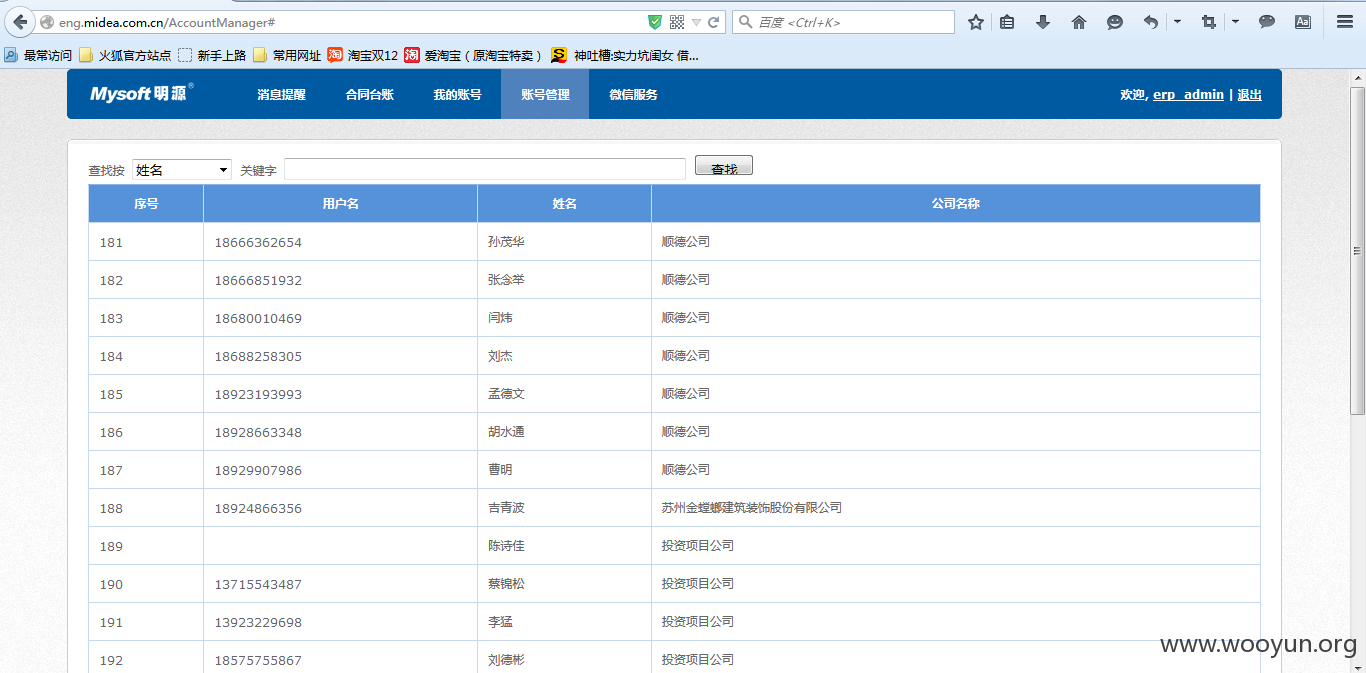 eng.midea.com.cn/AccountManager#
百度 <Ctrl+K>
最常访问 火狐官方站点 新手上路 常用网址 淘宝双12 爱淘宝（原淘宝特卖） 神吐槽:实力坑闺女 借...
Mysoft 明源® 消息提醒 合同台账 我的账号 账号管理 微信服务 欢迎, erp_admin | 退出
查找按 姓名 关键字 查找
序号 用户名 姓名 公司名称
181 18666362654 孙茂华 顺德公司
182 18666851932 张念举 顺德公司
183 18680010469 闫炜 顺德公司
184 18688258305 刘杰 顺德公司
185 18923193993 孟德文 顺德公司
186 18928663348 胡水通 顺德公司
187 18929907986 曹明 顺德公司
188 18924866356 吉青波 苏州金螳螂建筑装饰股份有限公司
189 陈诗佳 投资项目公司
190 13715543487 蔡锦松 投资项目公司
191 13923229698 李猛 投资项目公司
192 18575755867 刘德彬 投资项目公司
www.wooyun.org